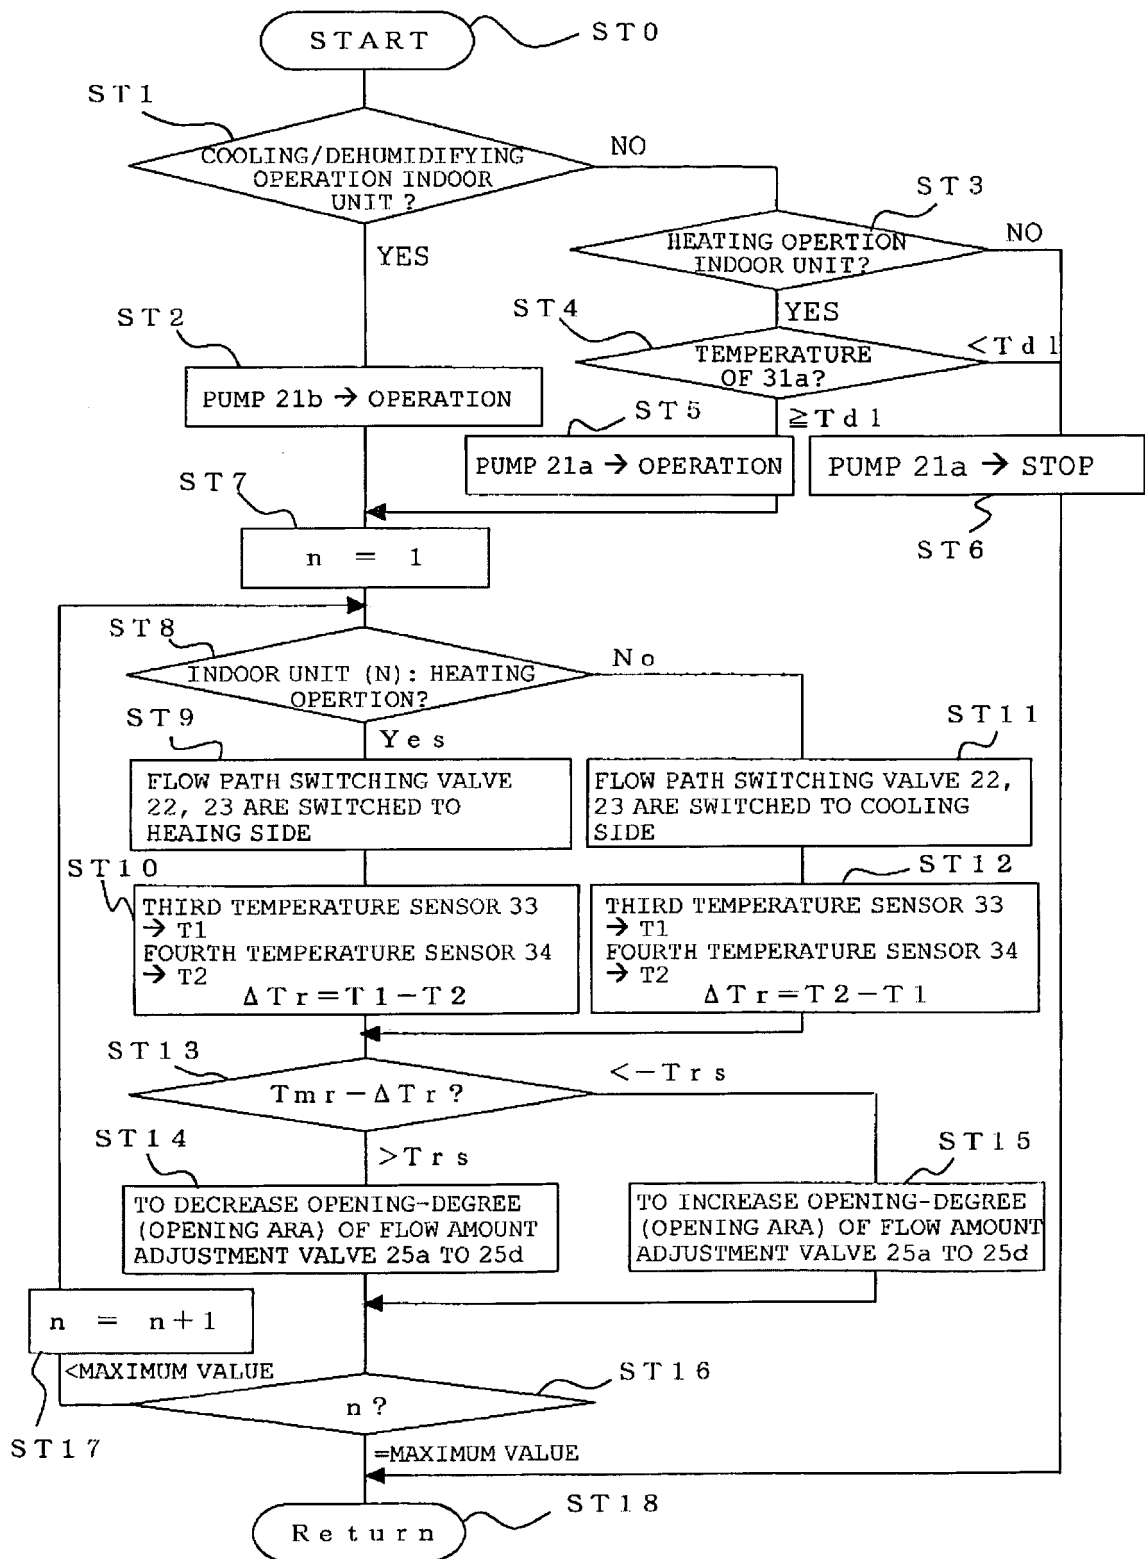 START
ST0
ST1
COOLING/DEHUMIDIFYING
OPERATION INDOOR
UNIT ?
NO
YES
ST3
HEATING OPERTION
INDOOR UNIT?
NO
YES
ST2
PUMP 21b → OPERATION
ST4
TEMPERATURE
OF 31a?
<Td1
≧Td1
ST5
PUMP 21a → OPERATION
PUMP 21a → STOP
ST6
ST7
n = 1
ST8
INDOOR UNIT (N): HEATING
OPERTION?
No
Yes
ST9
FLOW PATH SWITCHING VALVE
22, 23 ARE SWITCHED TO
HEAING SIDE
ST11
FLOW PATH SWITCHING VALVE 22,
23 ARE SWITCHED TO COOLING
SIDE
ST10
THIRD TEMPERATURE SENSOR 33
→ T1
FOURTH TEMPERATURE SENSOR 34
→ T2
ΔTr=T1-T2
ST12
THIRD TEMPERATURE SENSOR 33
→ T1
FOURTH TEMPERATURE SENSOR 34
→ T2
ΔTr=T2-T1
ST13
Tmr-ΔTr?
<-Trs
>Trs
ST14
TO DECREASE OPENING-DEGREE
(OPENING ARA) OF FLOW AMOUNT
ADJUSTMENT VALVE 25a TO 25d
ST15
TO INCREASE OPENING-DEGREE
(OPENING ARA) OF FLOW AMOUNT
ADJUSTMENT VALVE 25a TO 25d
n = n+1
<MAXIMUM VALUE
ST16
n?
ST17
=MAXIMUM VALUE
ST18
Return